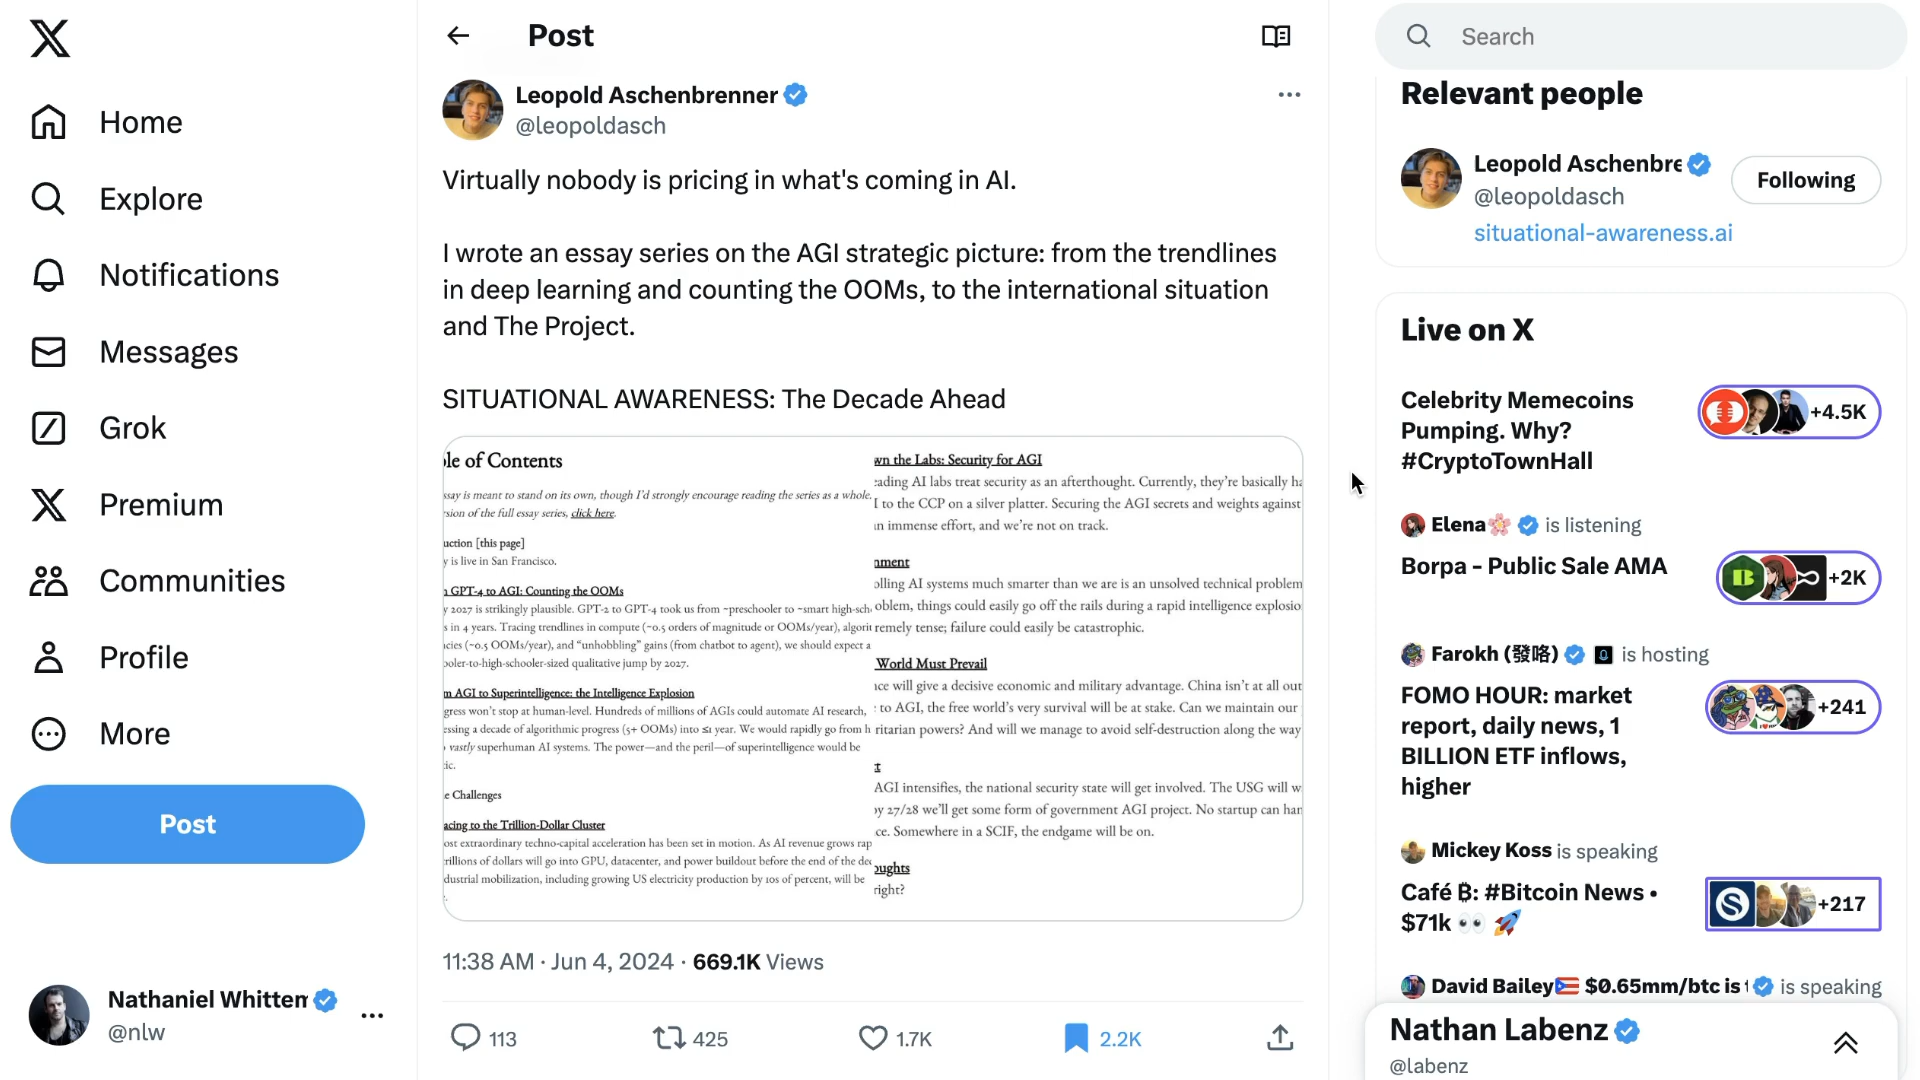 Home
Explore
Notifications
Messages
Grok
Premium
Communities
Profile
More
Post
Nathaniel Whittem
@nlw
Post
Leopold Aschenbrenner
@leopoldasch
Virtually nobody is pricing in what's coming in AI.
I wrote an essay series on the AGI strategic picture: from the trendlines
in deep learning and counting the OOMs, to the international situation
and The Project.
SITUATIONAL AWARENESS: The Decade Ahead
le of Contents
ssay is meant to stand on its own, though I'd strongly encourage reading the series as a whole.
rsion of the full essay series, click here.
uction [this page]
y is live in San Francisco.
GPT-4 to AGI: Counting the OOMs
y 2027 is strikingly plausible. GPT-2 to GPT-4 took us from ~preschooler to ~smart high-sch
s in 4 years. Tracing trendlines in compute (~0.5 orders of magnitude or OOMs/year), algorit
cies (~0.5 OOMs/year), and "unhobbling" gains (from chatbot to agent), we should expect a
ooler-to-high-schooler-sized qualitative jump by 2027.
m AGI to Superintelligence: the Intelligence Explosion
gress won't stop at human-level. Hundreds of millions of AGIs could automate AI research,
essing a decade of algorithmic progress (5+ OOMs) into ≤1 year. We would rapidly go from h
vastly superhuman AI systems. The power—and the peril—of superintelligence would be
ic.
e Challenges
acing to the Trillion-Dollar Cluster
ost extraordinary techno-capital acceleration has been set in motion. As AI revenue grows rap
rillions of dollars will go into GPU, datacenter, and power buildout before the end of the dec
dustrial mobilization, including growing US electricity production by 10s of percent, will be
wn the Labs: Security for AGI
eading AI labs treat security as an afterthought. Currently, they're basically ha
I to the CCP on a silver platter. Securing the AGI secrets and weights against
n immense effort, and we're not on track.
nment
olling AI systems much smarter than we are is an unsolved technical problem
oblem, things could easily go off the rails during a rapid intelligence explosio
remely tense; failure could easily be catastrophic.
World Must Prevail
nce will give a decisive economic and military advantage. China isn't at all out
to AGI, the free world's very survival will be at stake. Can we maintain our
ritarian powers? And will we manage to avoid self-destruction along the way
t
AGI intensifies, the national security state will get involved. The USG will w
y 27/28 we'll get some form of government AGI project. No startup can han
ce. Somewhere in a SCIF, the endgame will be on.
oughts
right?
11:38 AM · Jun 4, 2024 · 669.1K Views
113
425
1.7K
2.2K
Search
Relevant people
Leopold Aschenbre
@leopoldasch
Following
situational-awareness.ai
Live on X
Celebrity Memecoins
Pumping. Why?
#CryptoTownHall
+4.5K
Elena🌸 is listening
Borpa - Public Sale AMA
+2K
Farokh (發咯) is hosting
FOMO HOUR: market
report, daily news, 1
BILLION ETF inflows,
higher
+241
Mickey Koss is speaking
Café ₿: #Bitcoin News •
$71k 👀 🚀
+217
David Bailey🇵🇷 $0.65mm/btc is is speaking
Nathan Labenz
@labenz